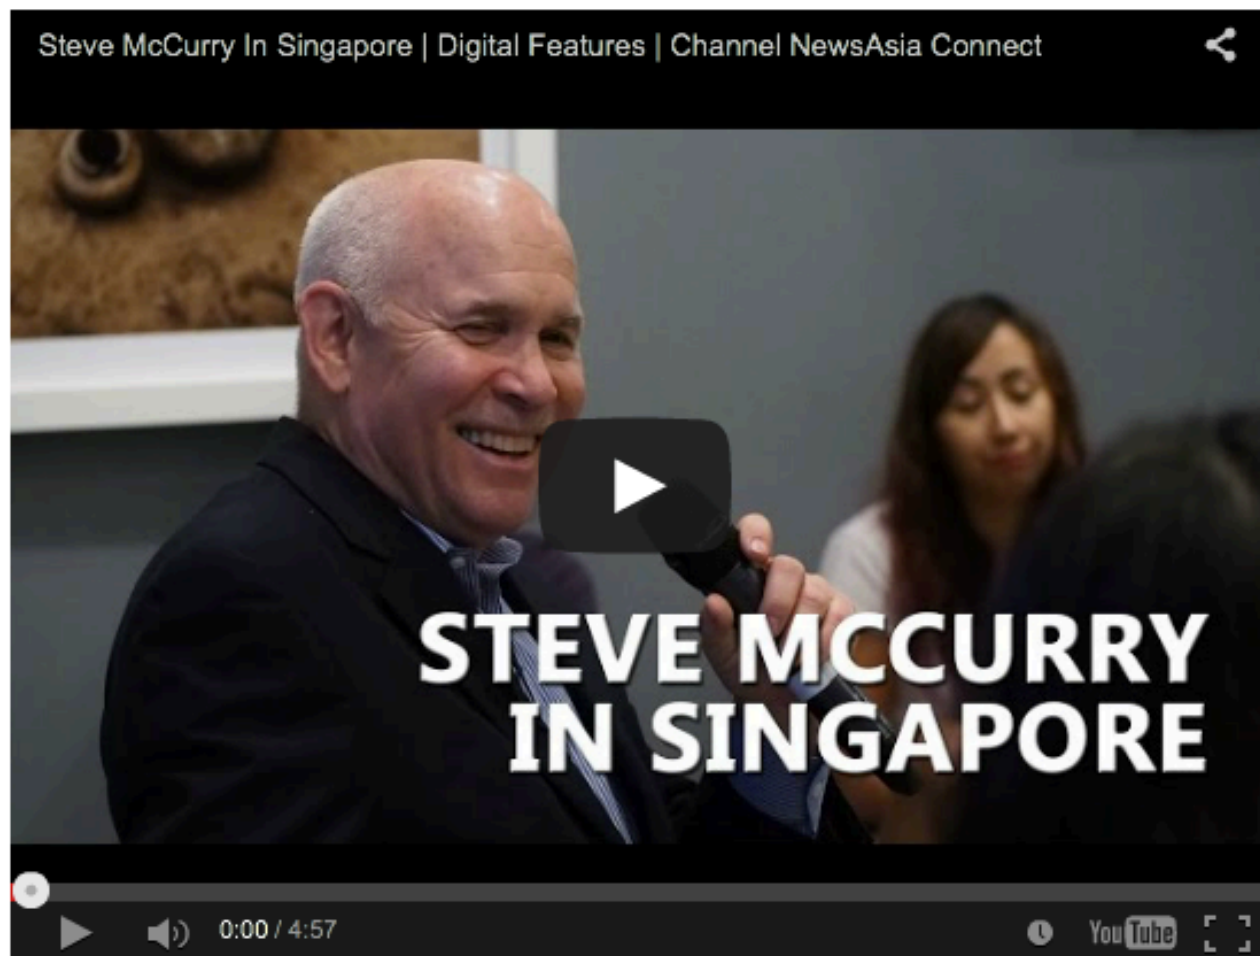 Steve McCurry In Singapore | Digital Features | Channel NewsAsia Connect
STEVE MCCURRY
IN SINGAPORE
0:00 / 4:57
YouTube